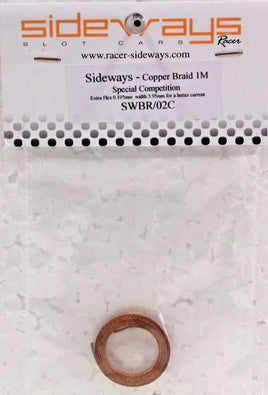 sideways
SLOT CARS Racer
www.racer-sideways.com
Sideways - Copper Braid 1M
Special Competition
Extra Flex 0.195mm width 3.95mm for a better current
SWBR/02C